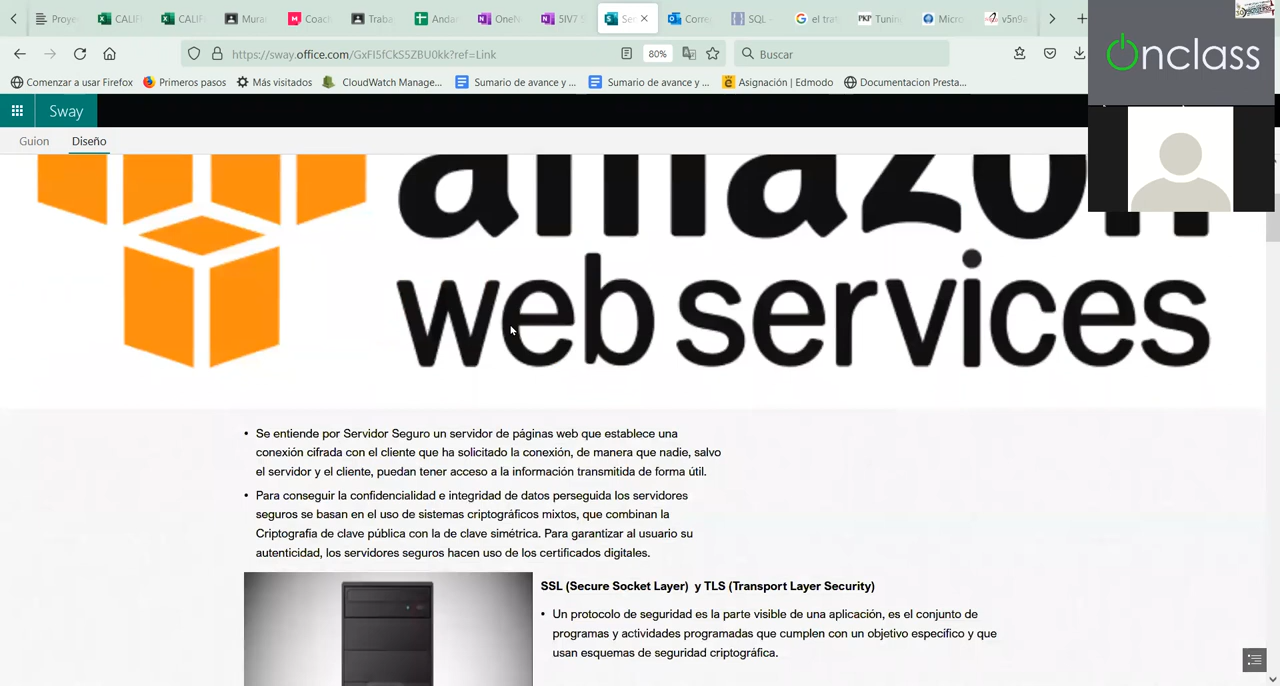 Proye
CALIF
CALIF
Mura
Coac
Traba
Andar
OneN
5IV7 5
Se
Corre
SQL -
el trat
Tunin
Micro
v5n9a
Onclass
https://sway.office.com/GxFI5fCkS5ZBU0kk?ref=Link
80%
Buscar
Comenzar a usar Firefox
Primeros pasos
Más visitados
CloudWatch Manage...
Sumario de avance y ...
Sumario de avance y ...
Asignación | Edmodo
Documentacion Presta...
Sway
Guion
Diseño
amazon
web services
• Se entiende por Servidor Seguro un servidor de páginas web que establece una
conexión cifrada con el cliente que ha solicitado la conexión, de manera que nadie, salvo
el servidor y el cliente, puedan tener acceso a la información transmitida de forma útil.
• Para conseguir la confidencialidad e integridad de datos perseguida los servidores
seguros se basan en el uso de sistemas criptográficos mixtos, que combinan la
Criptografía de clave pública con la de clave simétrica. Para garantizar al usuario su
autenticidad, los servidores seguros hacen uso de los certificados digitales.
SSL (Secure Socket Layer) y TLS (Transport Layer Security)
• Un protocolo de seguridad es la parte visible de una aplicación, es el conjunto de
programas y actividades programadas que cumplen con un objetivo específico y que
usan esquemas de seguridad criptográfica.